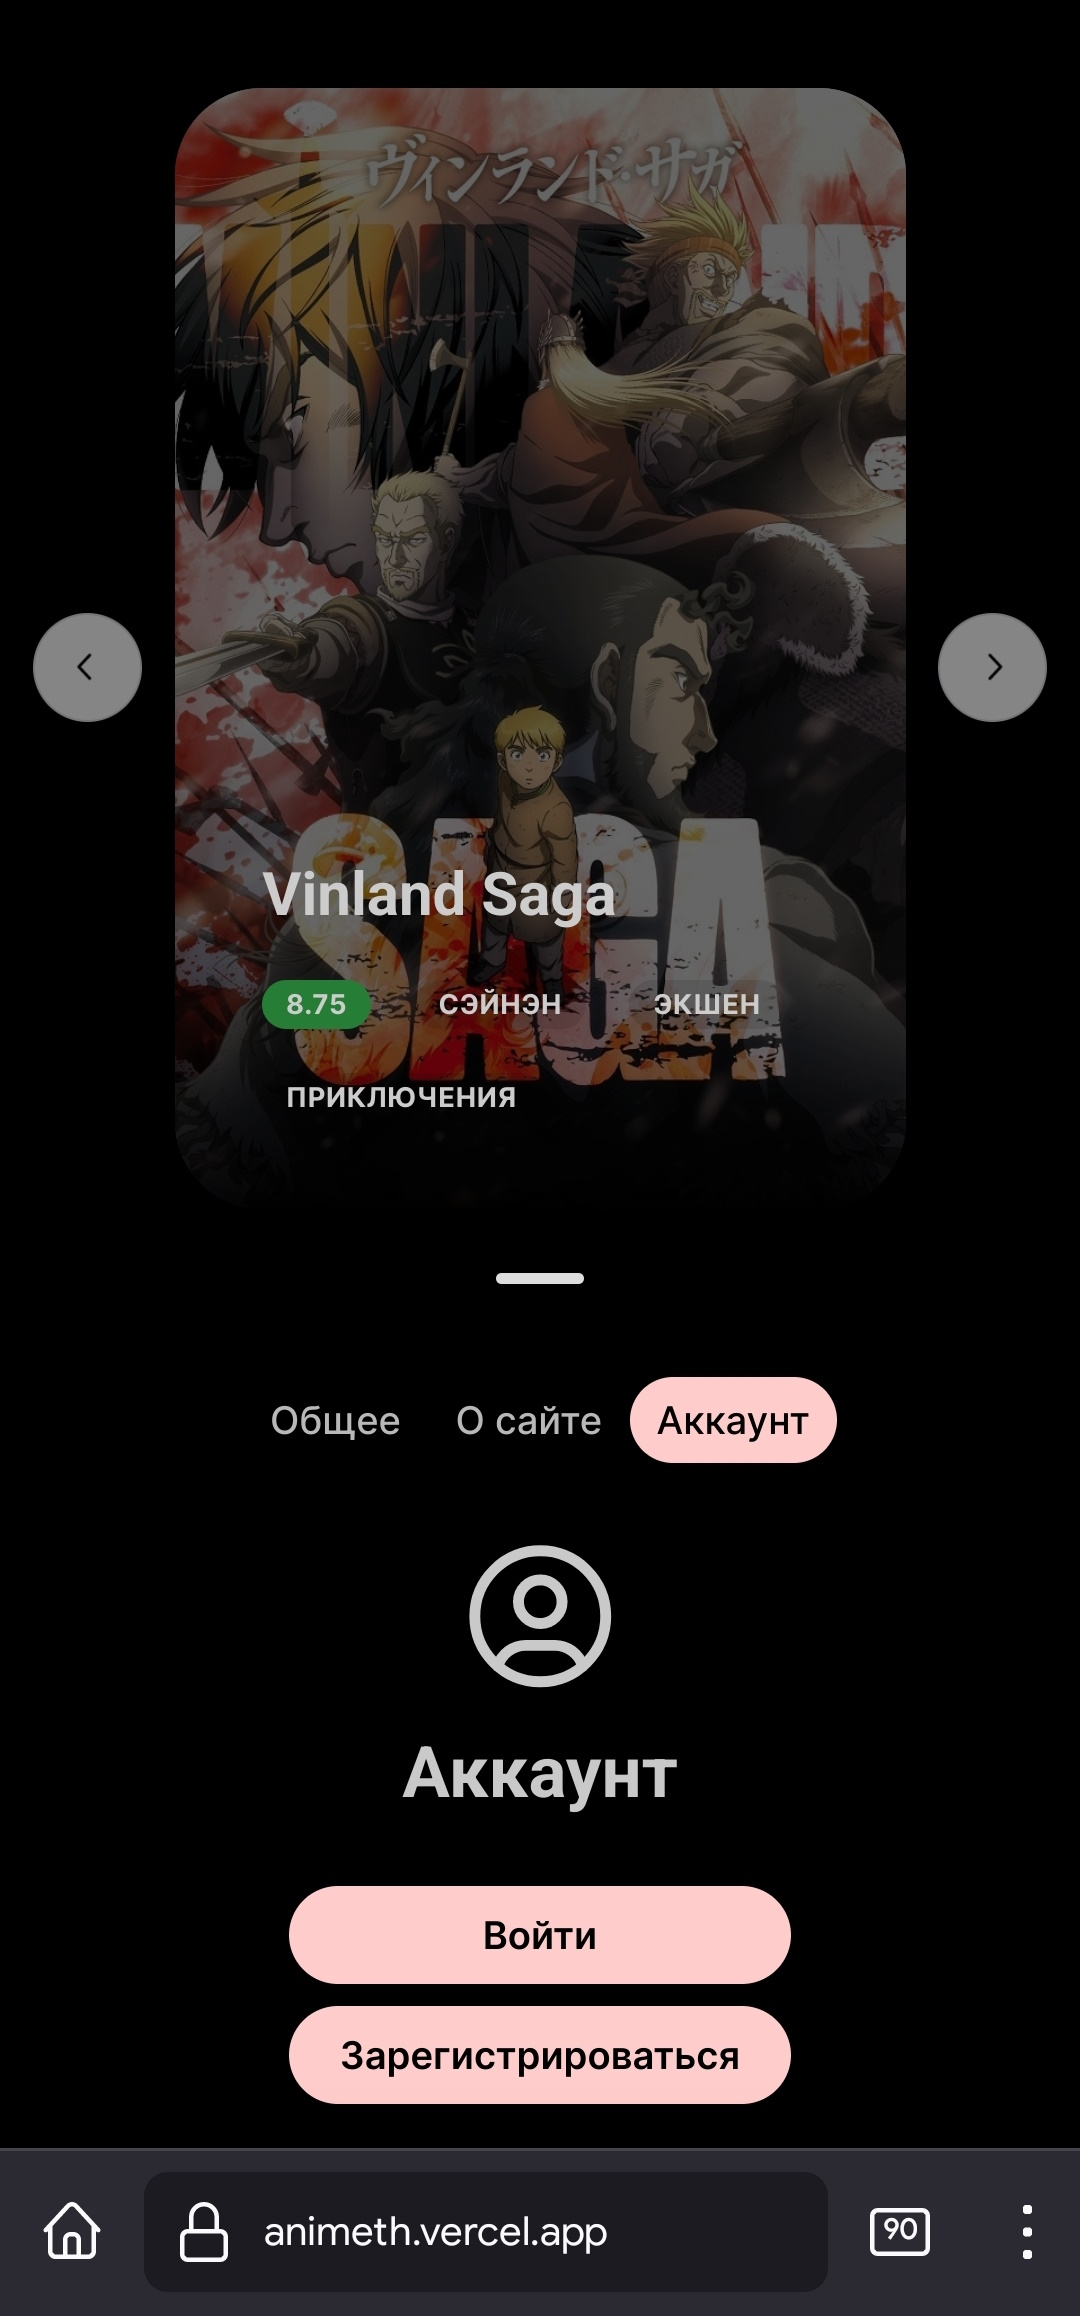 ヴィンランド・サガ
VINLAND
SAGA
Vinland Saga
8.75 СЭЙНЭН ЭКШЕН
ПРИКЛЮЧЕНИЯ
Общее О сайте Аккаунт
Аккаунт
Войти
Зарегистрироваться
animeth.vercel.app 90